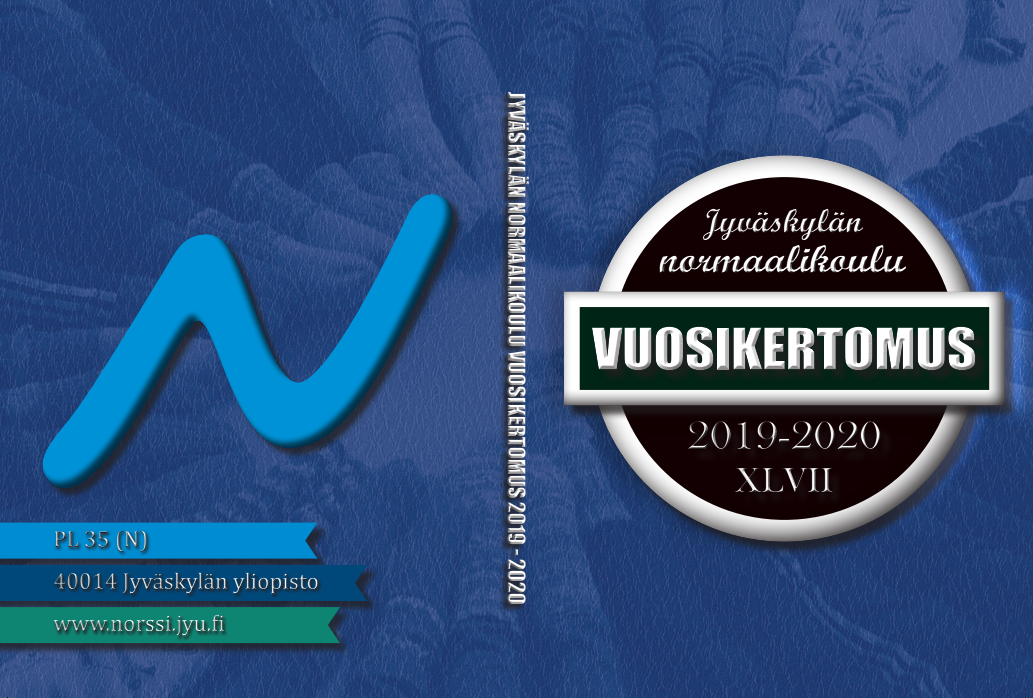 Jyväskylän
normaalikoulu
VUOSIKERTOMUS
2019-2020
XLVII
JYVÄSKYLÄN NORMAALIKOULU VUOSIKERTOMUS 2019 - 2020
PL 35 (N)
40014 Jyväskylän yliopisto
www.norssi.jyu.fi